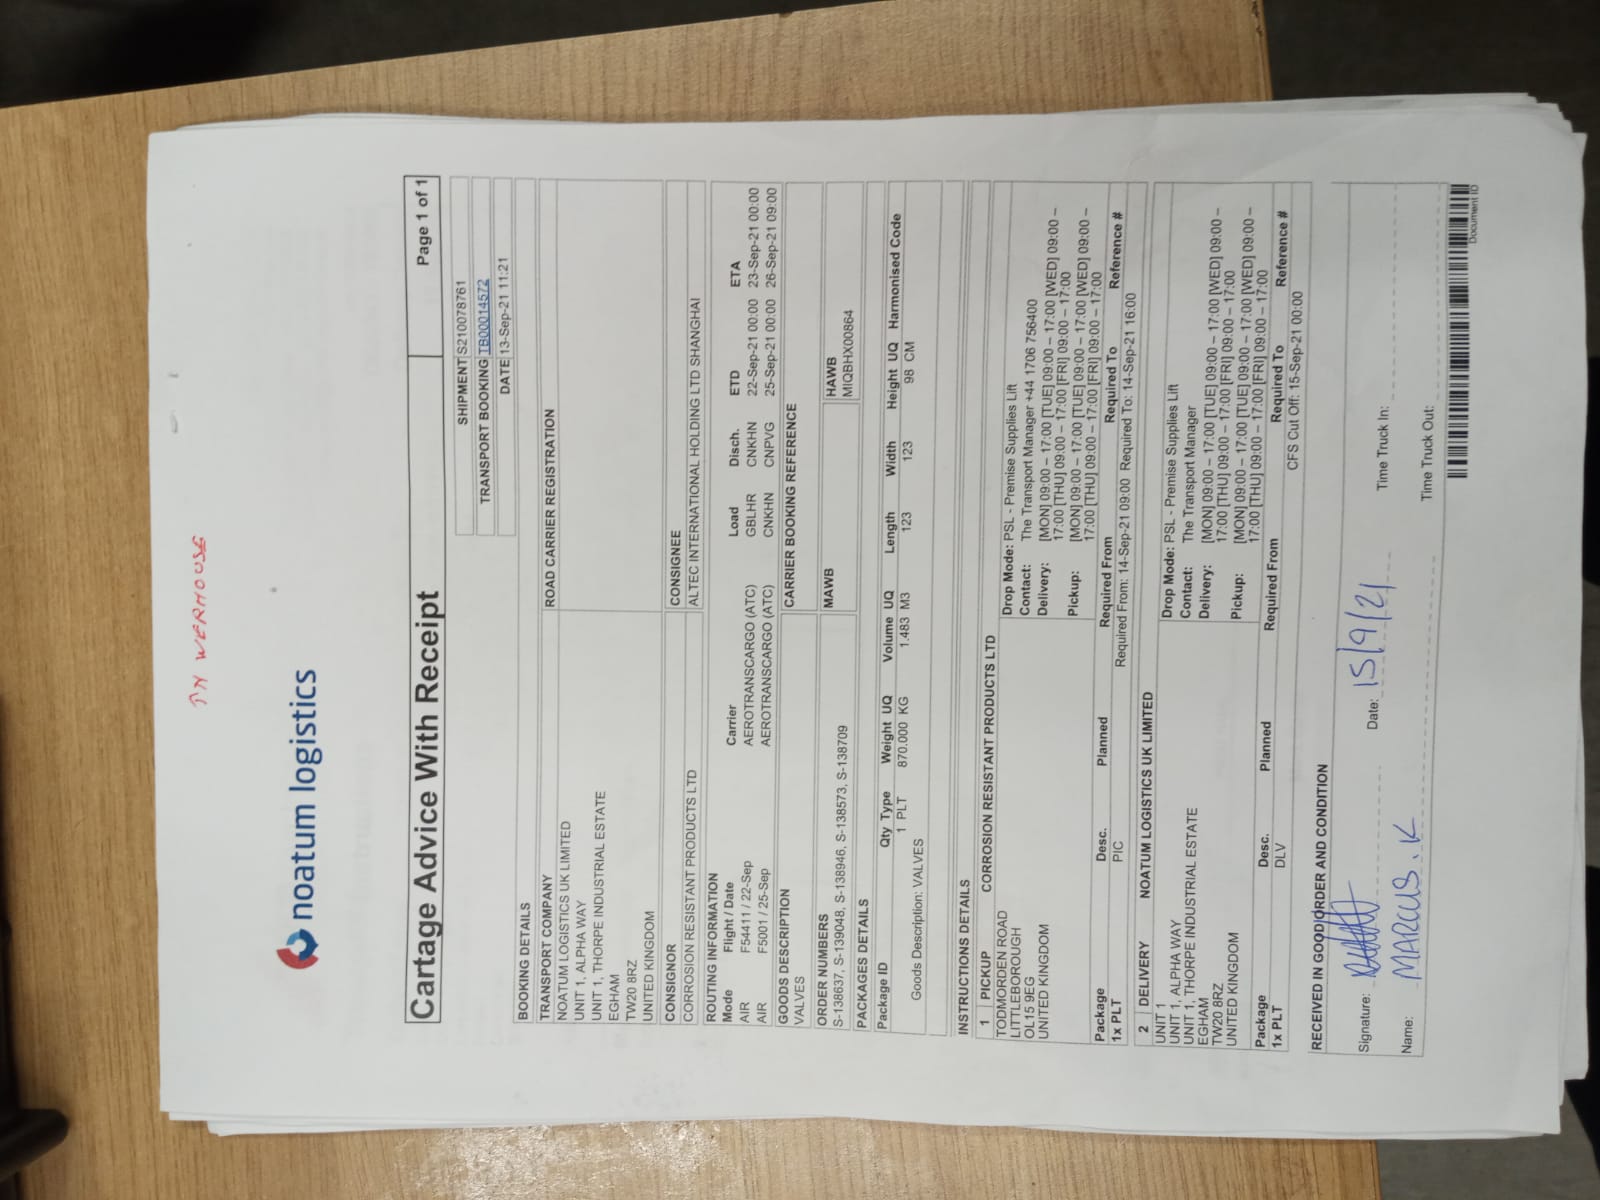 IN WERHOUSE
noatum logistics
Cartage Advice With Receipt
Page 1 of 1
SHIPMENT S210078761
TRANSPORT BOOKING TB00014572
DATE 13-Sep-21 11:21
BOOKING DETAILS
TRANSPORT COMPANY ROAD CARRIER REGISTRATION
NOATUM LOGISTICS UK LIMITED
UNIT 1, ALPHA WAY
UNIT 1, THORPE INDUSTRIAL ESTATE
EGHAM
TW20 8RZ
UNITED KINGDOM
CONSIGNOR CONSIGNEE
CORROSION RESISTANT PRODUCTS LTD ALTEC INTERNATIONAL HOLDING LTD SHANGHAI
ROUTING INFORMATION
Mode Flight / Date Carrier Load Disch. ETD ETA
AIR F54411 / 22-Sep AEROTRANSCARGO (ATC) GBLHR CNKHN 22-Sep-21 00:00 23-Sep-21 00:00
AIR F5001 / 25-Sep AEROTRANSCARGO (ATC) CNKHN CNPVG 25-Sep-21 00:00 26-Sep-21 09:00
GOODS DESCRIPTION CARRIER BOOKING REFERENCE
VALVES
ORDER NUMBERS MAWB HAWB
S-138637, S-139048, S-138946, S-138573, S-138709 MIQBHX00864
PACKAGES DETAILS
Package ID Qty Type Weight UQ Volume UQ Length Width Height UQ Harmonised Code
1 PLT 870.000 KG 1.483 M3 123 123 98 CM
Goods Description: VALVES
INSTRUCTIONS DETAILS
1 PICKUP CORROSION RESISTANT PRODUCTS LTD
TODMORDEN ROAD
LITTLEBOROUGH
OL15 9EG
UNITED KINGDOM
Drop Mode: PSL - Premise Supplies Lift
Contact: The Transport Manager +44 1706 756400
Delivery: [MON] 09:00 – 17:00 [TUE] 09:00 – 17:00 [WED] 09:00 –
17:00 [THU] 09:00 – 17:00 [FRI] 09:00 – 17:00
Pickup: [MON] 09:00 – 17:00 [TUE] 09:00 – 17:00 [WED] 09:00 –
17:00 [THU] 09:00 – 17:00 [FRI] 09:00 – 17:00
Package Desc. Planned Required From Required To Reference #
1x PLT PIC Required From: 14-Sep-21 09:00 Required To: 14-Sep-21 16:00
2 DELIVERY NOATUM LOGISTICS UK LIMITED
UNIT 1
UNIT 1, ALPHA WAY
UNIT 1, THORPE INDUSTRIAL ESTATE
EGHAM
TW20 8RZ
UNITED KINGDOM
Drop Mode: PSL - Premise Supplies Lift
Contact: The Transport Manager
Delivery: [MON] 09:00 – 17:00 [TUE] 09:00 – 17:00 [WED] 09:00 –
17:00 [THU] 09:00 – 17:00 [FRI] 09:00 – 17:00
Pickup: [MON] 09:00 – 17:00 [TUE] 09:00 – 17:00 [WED] 09:00 –
17:00 [THU] 09:00 – 17:00 [FRI] 09:00 – 17:00
Package Desc. Planned Required From Required To Reference #
1x PLT DLV CFS Cut Off: 15-Sep-21 00:00
RECEIVED IN GOOD ORDER AND CONDITION
Signature: Date: 15/9/21 Time Truck In:
Name: MARCUS.K Time Truck Out:
Document ID